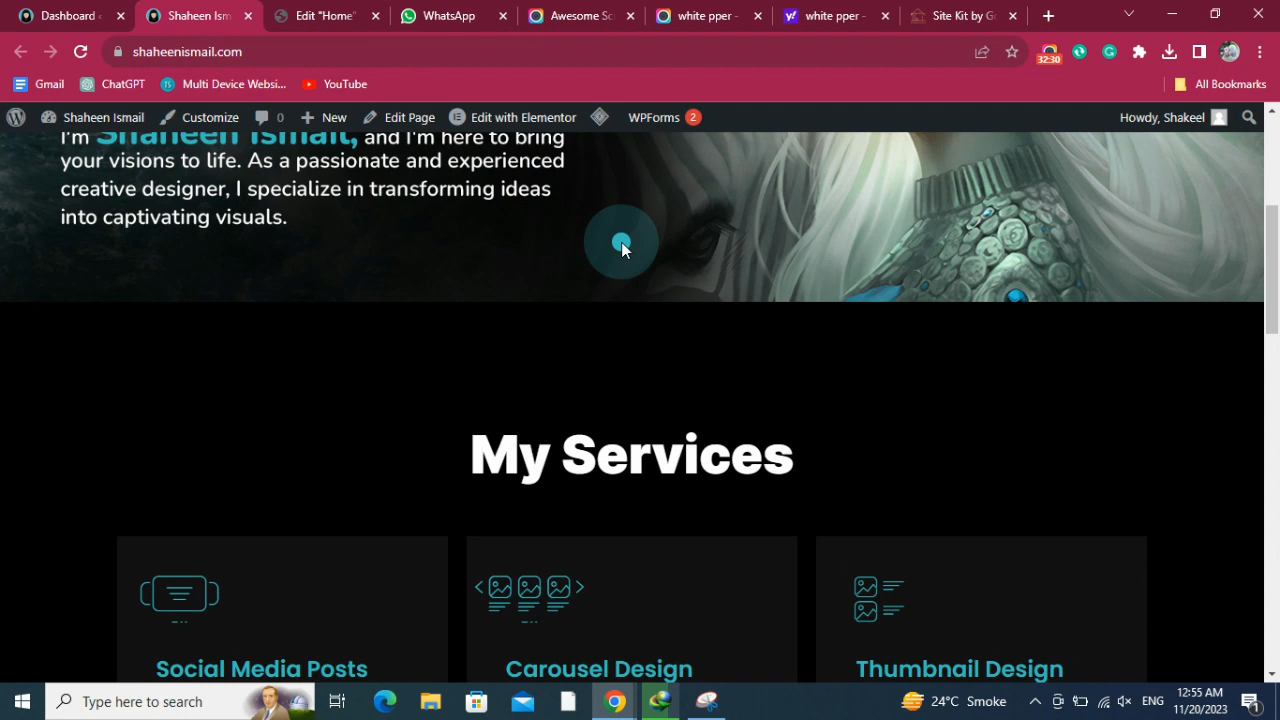 Dashboard
Shaheen Ism
Edit "Home"
WhatsApp
Awesome Sc
white pper -
white pper -
Site Kit by G
shaheenismail.com
32:30
Gmail
ChatGPT
Multi Device Websi...
YouTube
All Bookmarks
Shaheen Ismail
Customize
0
New
Edit Page
Edit with Elementor
WPForms 2
Howdy, Shakeel
I'm Shaheen Ismail, and I'm here to bring
your visions to life. As a passionate and experienced
creative designer, I specialize in transforming ideas
into captivating visuals.
My Services
Social Media Posts
Carousel Design
Thumbnail Design
Type here to search
24°C Smoke
ENG
12:55 AM
11/20/2023
1